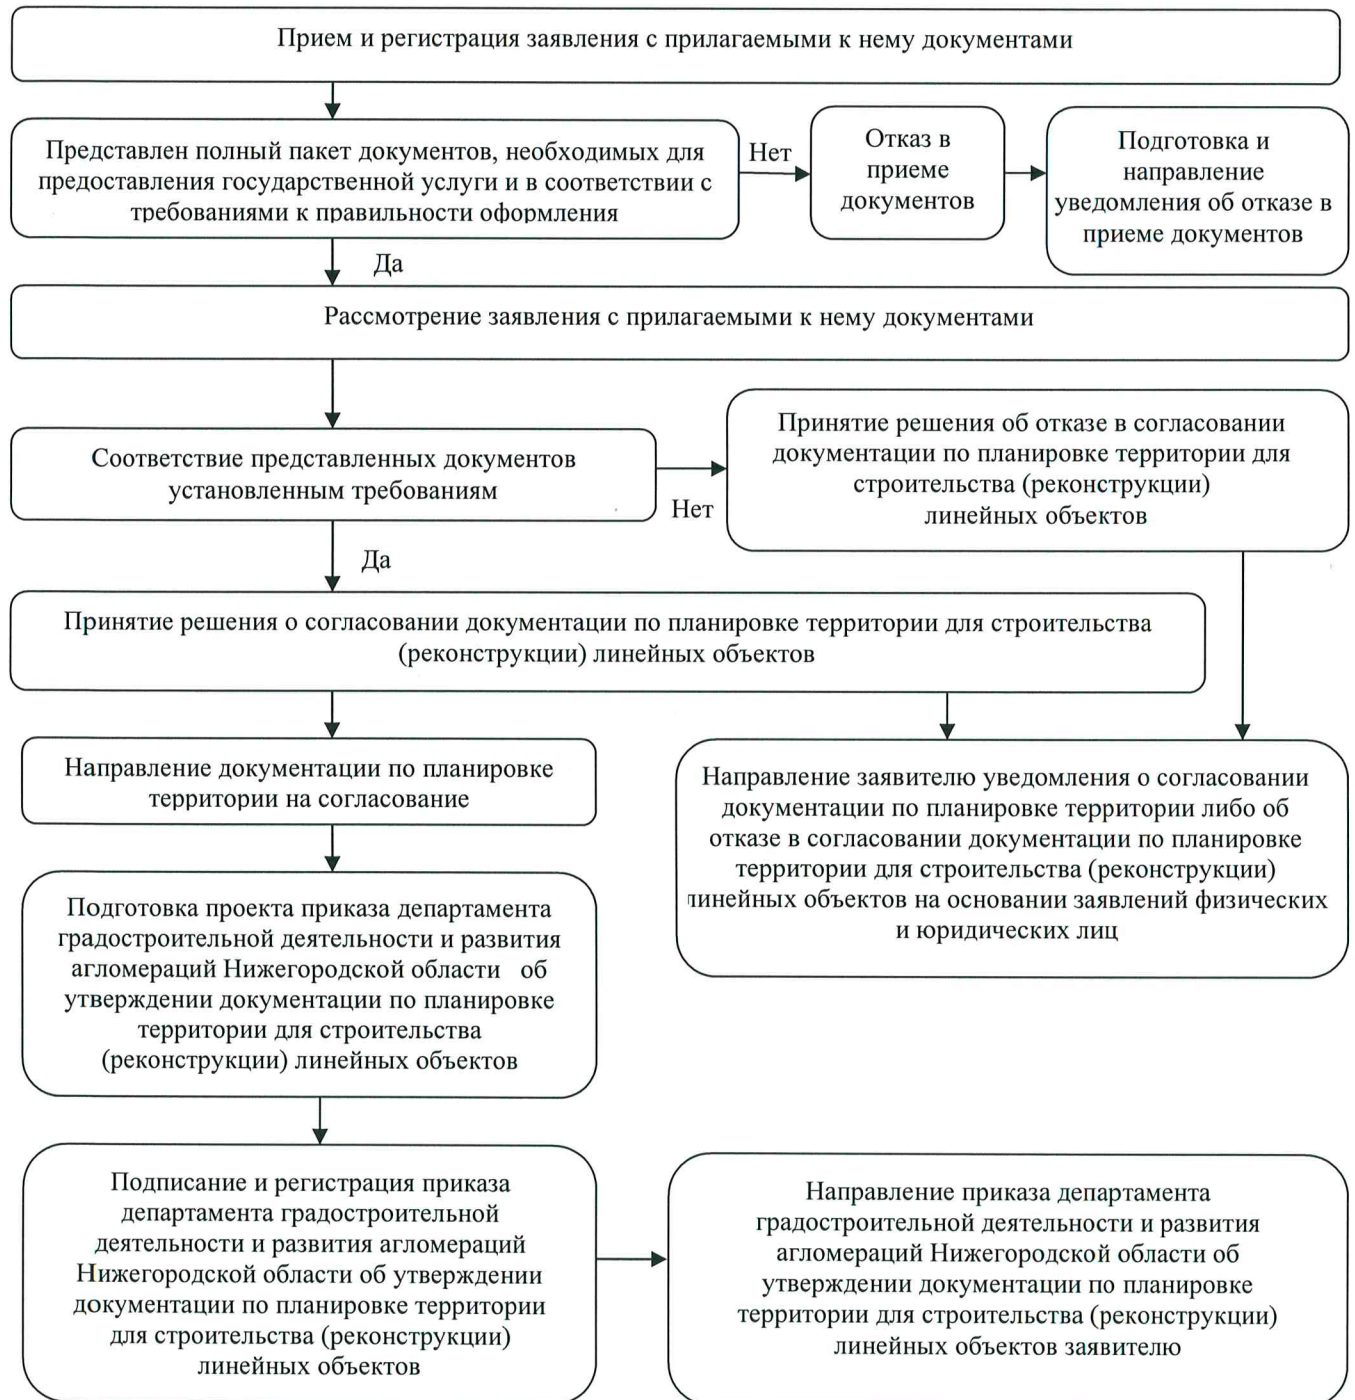 Прием и регистрация заявления с прилагаемыми к нему документами
Представлен полный пакет документов, необходимых для
предоставления государственной услуги и в соответствии с
требованиями к правильности оформления
Нет
Отказ в
приеме
документов
Подготовка и
направление
уведомления об отказе в
приеме документов
Да
Рассмотрение заявления с прилагаемыми к нему документами
Соответствие представленных документов
установленным требованиям
Нет
Принятие решения об отказе в согласовании
документации по планировке территории для
строительства (реконструкции)
линейных объектов
Да
Принятие решения о согласовании документации по планировке территории для строительства
(реконструкции) линейных объектов
Направление документации по планировке
территории на согласование
Направление заявителю уведомления о согласовании
документации по планировке территории либо об
отказе в согласовании документации по планировке
территории для строительства (реконструкции)
линейных объектов на основании заявлений физических
и юридических лиц
Подготовка проекта приказа департамента
градостроительной деятельности и развития
агломераций Нижегородской области об
утверждении документации по планировке
территории для строительства
(реконструкции) линейных объектов
Подписание и регистрация приказа
департамента градостроительной
деятельности и развития агломераций
Нижегородской области об утверждении
документации по планировке территории
для строительства (реконструкции)
линейных объектов
Направление приказа департамента
градостроительной деятельности и развития
агломераций Нижегородской области об
утверждении документации по планировке
территории для строительства (реконструкции)
линейных объектов заявителю